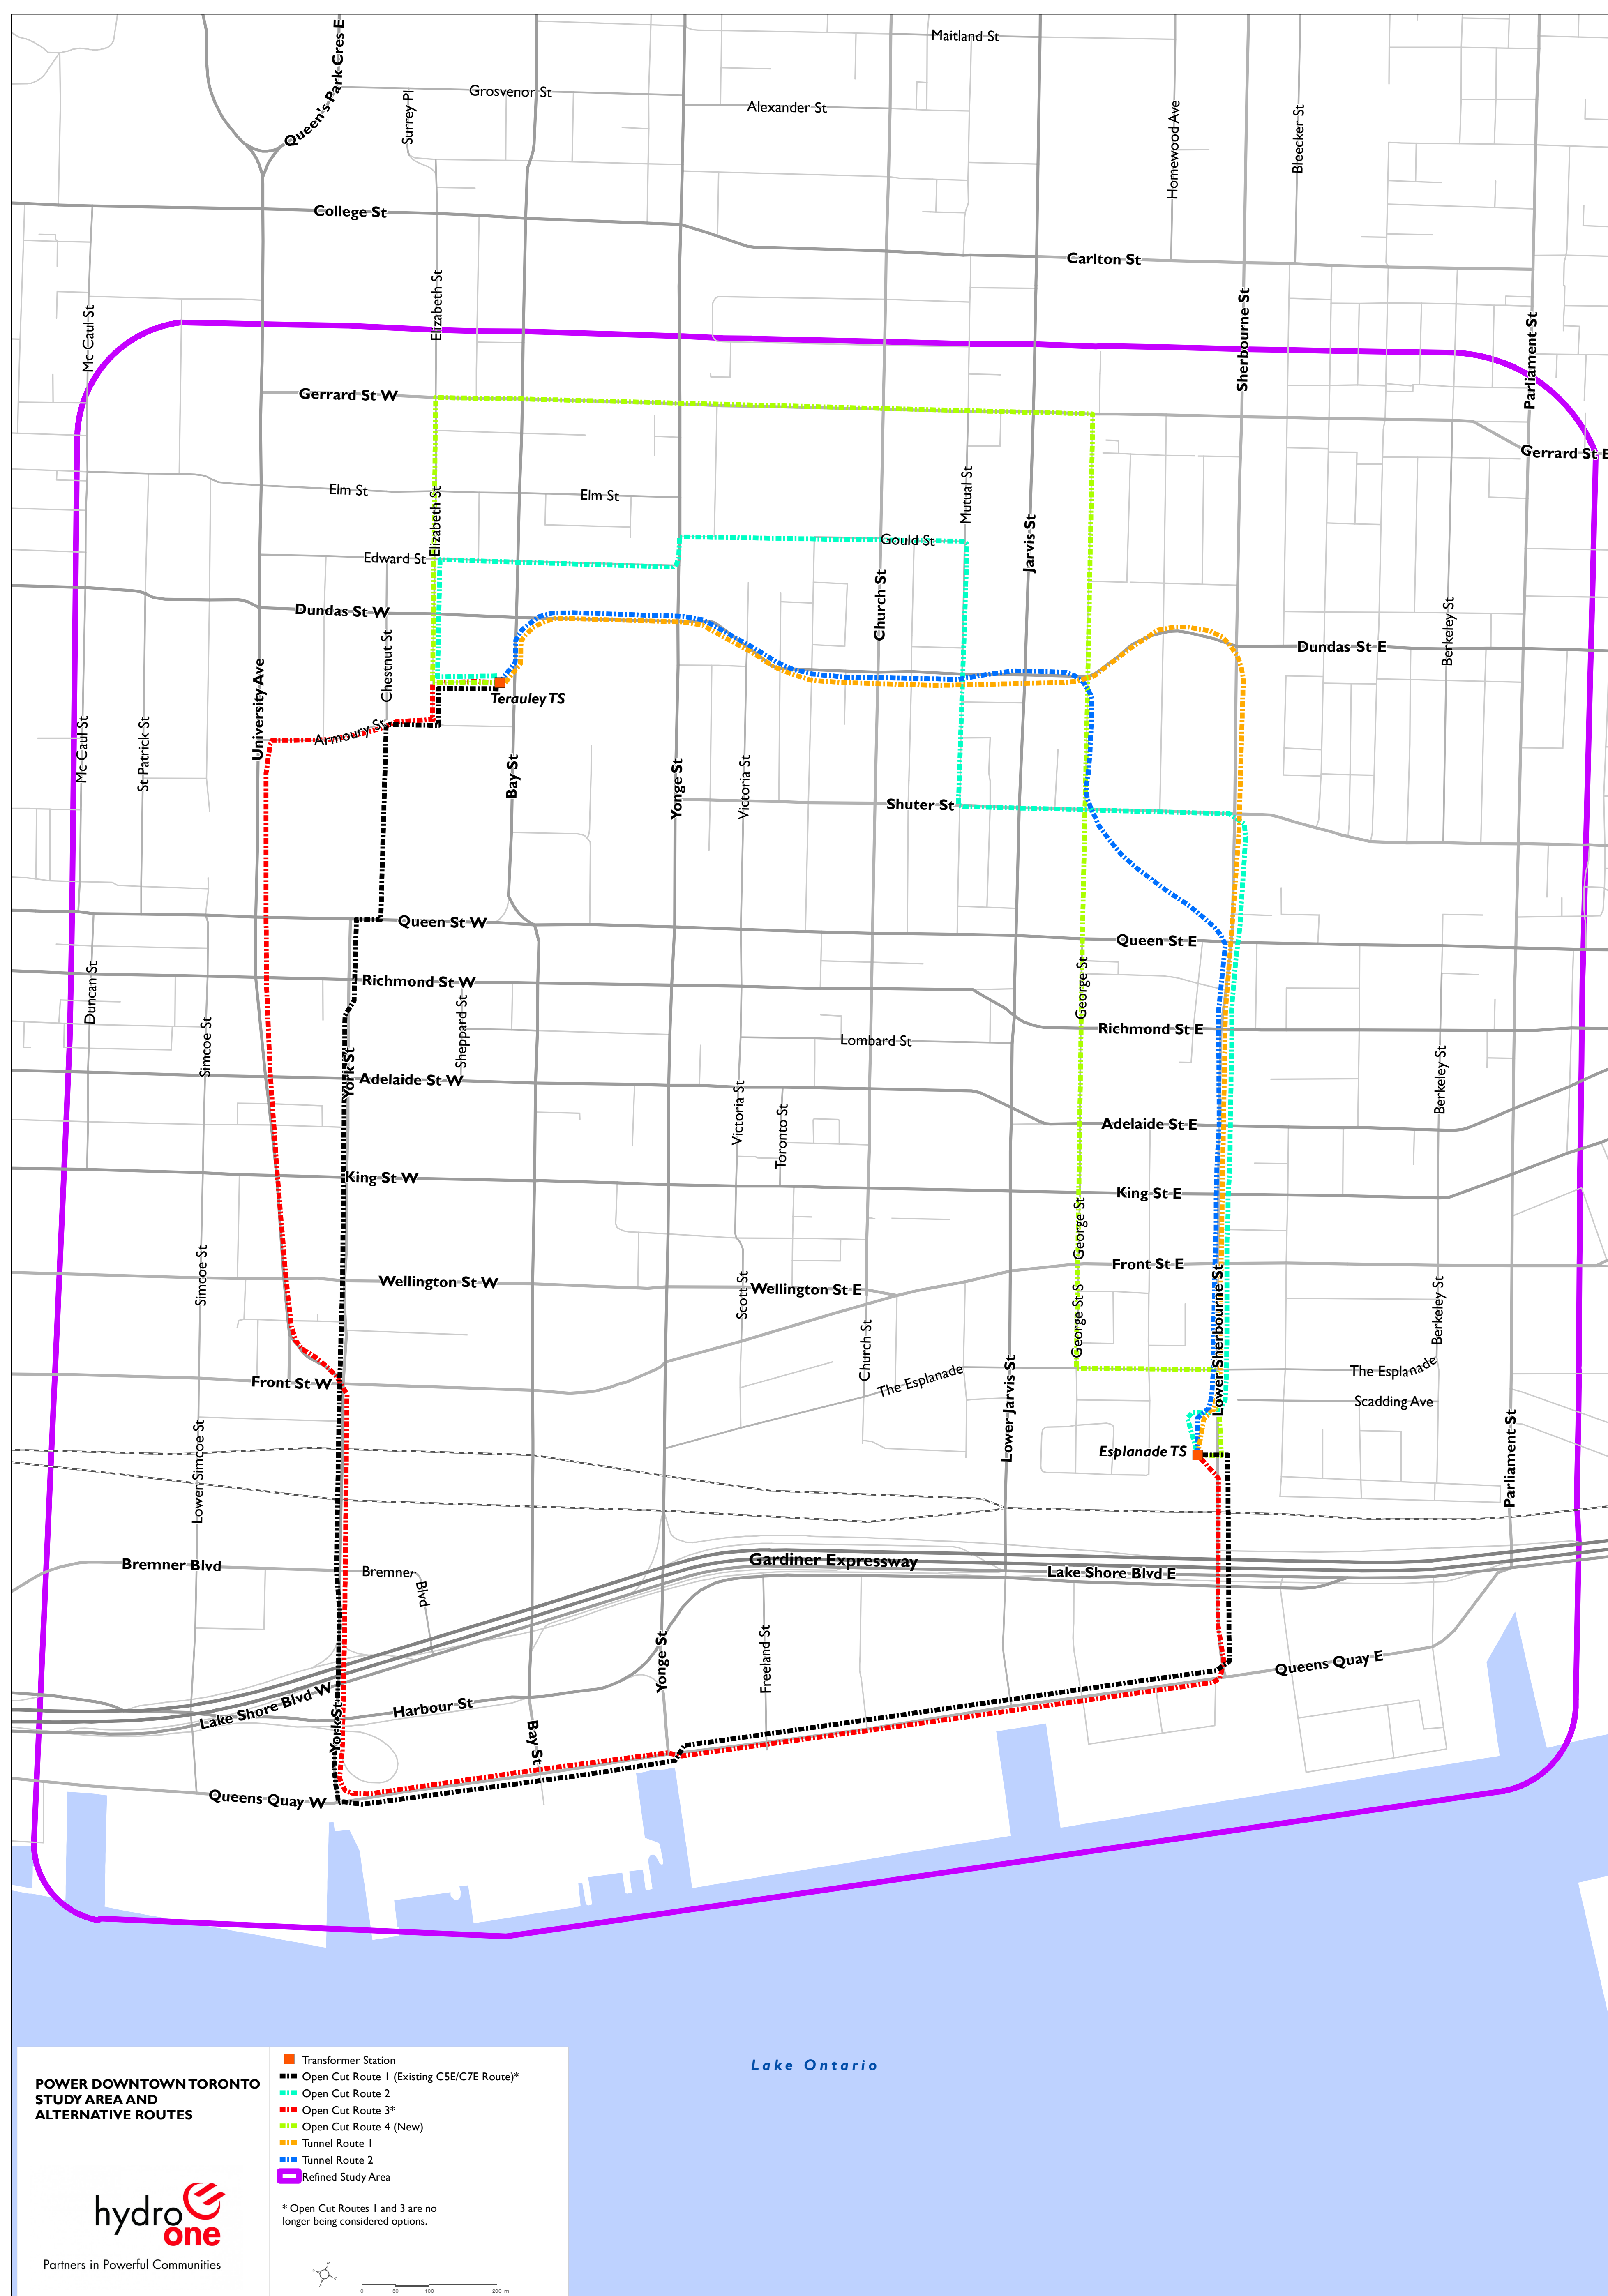 Maitland St
Queen's Park Cres E
Grosvenor St
Surrey Pl
Alexander St
Homewood Ave
Bleecker St
College St
Carlton St
Elizabeth St
Mc Caul St
Sherbourne St
Parliament St
Gerrard St W
Gerrard St E
Elm St
Elm St
Elizabeth St
Mutual St
Jarvis St
Edward St
Gould St
Church St
Dundas St W
Dundas St E
Berkeley St
Chestnut St
University Ave
Terauley TS
Armoury St
Mc Caul St
St Patrick St
Bay St
Yonge St
Victoria St
Shuter St
Queen St W
Queen St E
Duncan St
Simcoe St
Richmond St W
Richmond St E
George St
Sheppard St
Lombard St
York St
Adelaide St W
Adelaide St E
Victoria St
Toronto St
Berkeley St
King St W
King St E
George St
Simcoe St
Wellington St W
Wellington St E
Scott St
Front St E
George St S
Lower Sherbourne St
Berkeley St
Church St
Front St W
The Esplanade
The Esplanade
Scadding Ave
Lower Simcoe St
Lower Jarvis St
Esplanade TS
Parliament St
Bremner Blvd
Bremner Blvd
Gardiner Expressway
Lake Shore Blvd E
Yonge St
Freeland St
Queens Quay E
Lake Shore Blvd W
Harbour St
York St
Bay St
Queens Quay W
Lake Ontario
POWER DOWNTOWN TORONTO
STUDY AREA AND
ALTERNATIVE ROUTES
hydro
one
Partners in Powerful Communities
Transformer Station
Open Cut Route 1 (Existing C5E/C7E Route)*
Open Cut Route 2
Open Cut Route 3*
Open Cut Route 4 (New)
Tunnel Route 1
Tunnel Route 2
Refined Study Area
* Open Cut Routes 1 and 3 are no
longer being considered options.
0 50 100 200 m